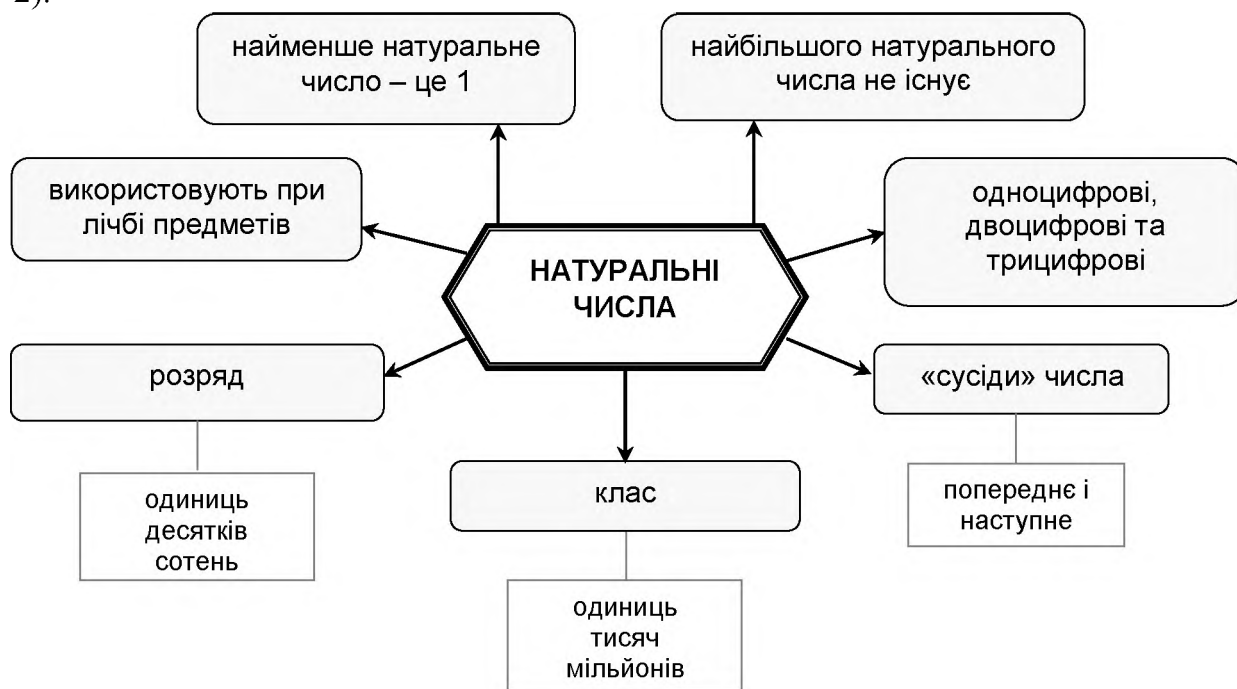 2).
найменше натуральне
число – це 1
найбільшого натурального
числа не існує
використовують при
лічбі предметів
НАТУРАЛЬНІ
ЧИСЛА
одноцифрові,
двоцифрові та
трицифрові
розряд
«сусіди» числа
одиниць
десятків
сотень
клас
попереднє і
наступне
одиниць
тисяч
мільйонів